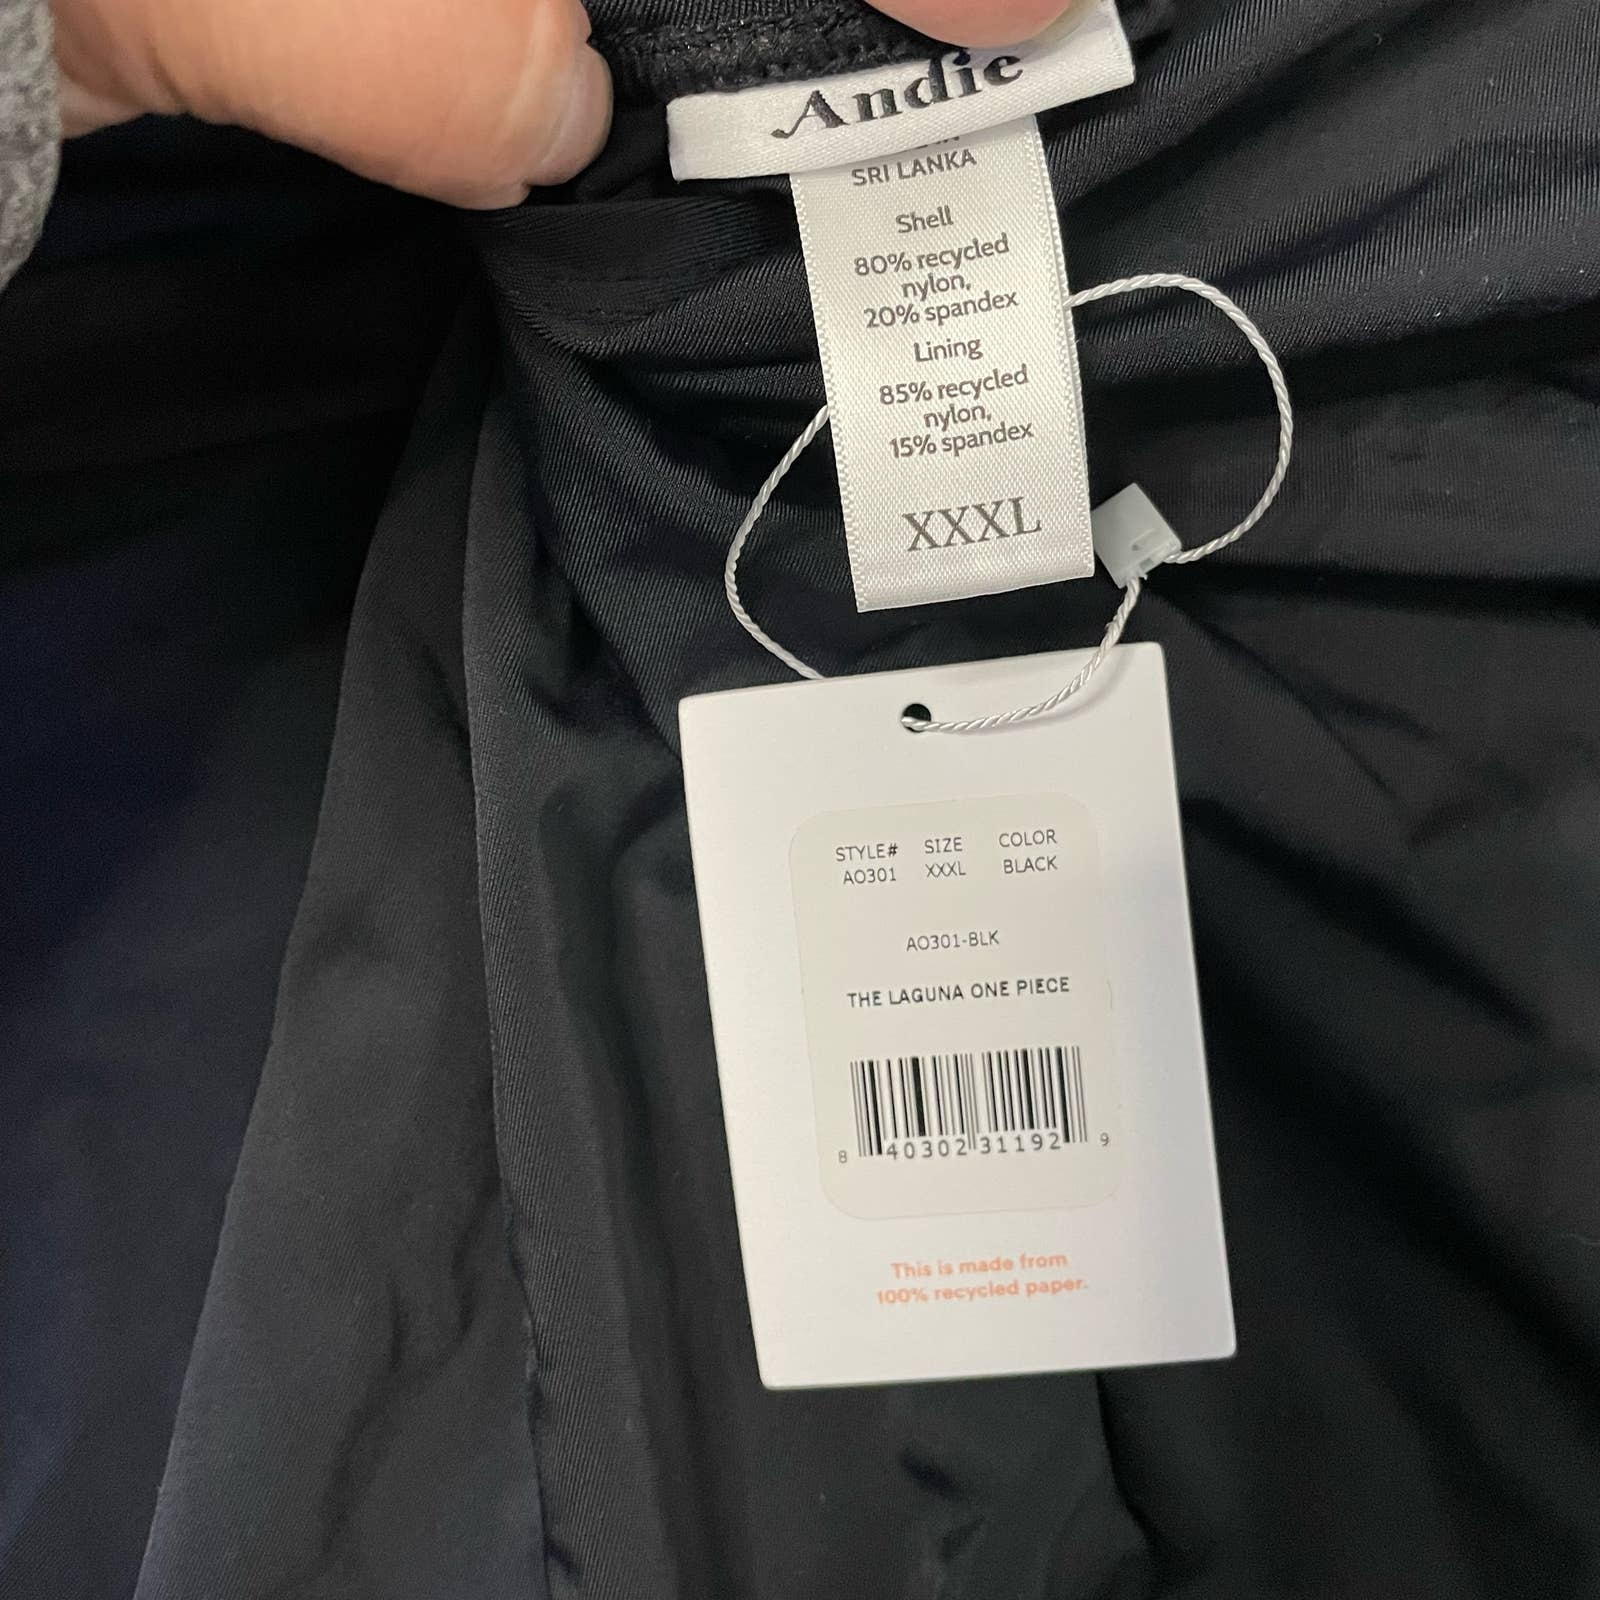 Andie
SRI LANKA
Shell
80% recycled
nylon,
20% spandex
Lining
85% recycled
nylon,
15% spandex
XXXL
STYLE# SIZE COLOR
AO301 XXXL BLACK
AO301-BLK
THE LAGUNA ONE PIECE
8 40302 31192 9
This is made from
100% recycled paper.